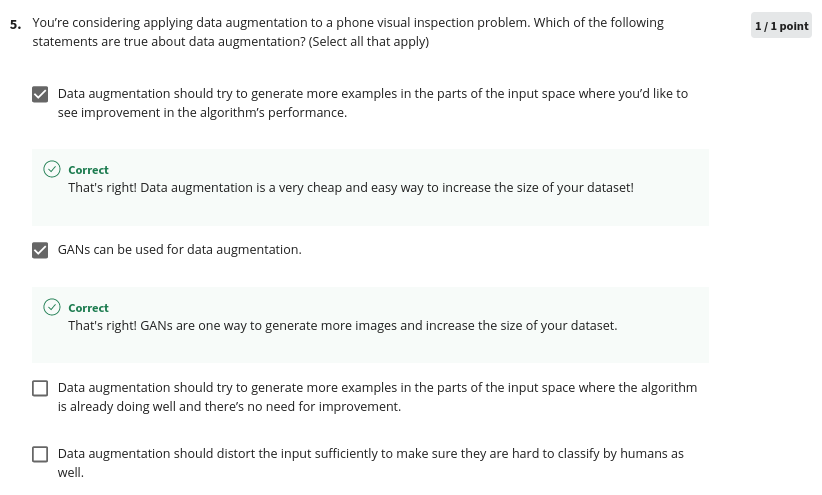 5. You're considering applying data augmentation to a phone visual inspection problem. Which of the following
1 / 1 point
statements are true about data augmentation? (Select all that apply)
Data augmentation should try to generate more examples in the parts of the input space where you'd like to
see improvement in the algorithm's performance.
Correct
That's right! Data augmentation is a very cheap and easy way to increase the size of your dataset!
GANs can be used for data augmentation.
Correct
That's right! GANs are one way to generate more images and increase the size of your dataset.
Data augmentation should try to generate more examples in the parts of the input space where the algorithm
is already doing well and there's no need for improvement.
Data augmentation should distort the input sufficiently to make sure they are hard to classify by humans as
well.